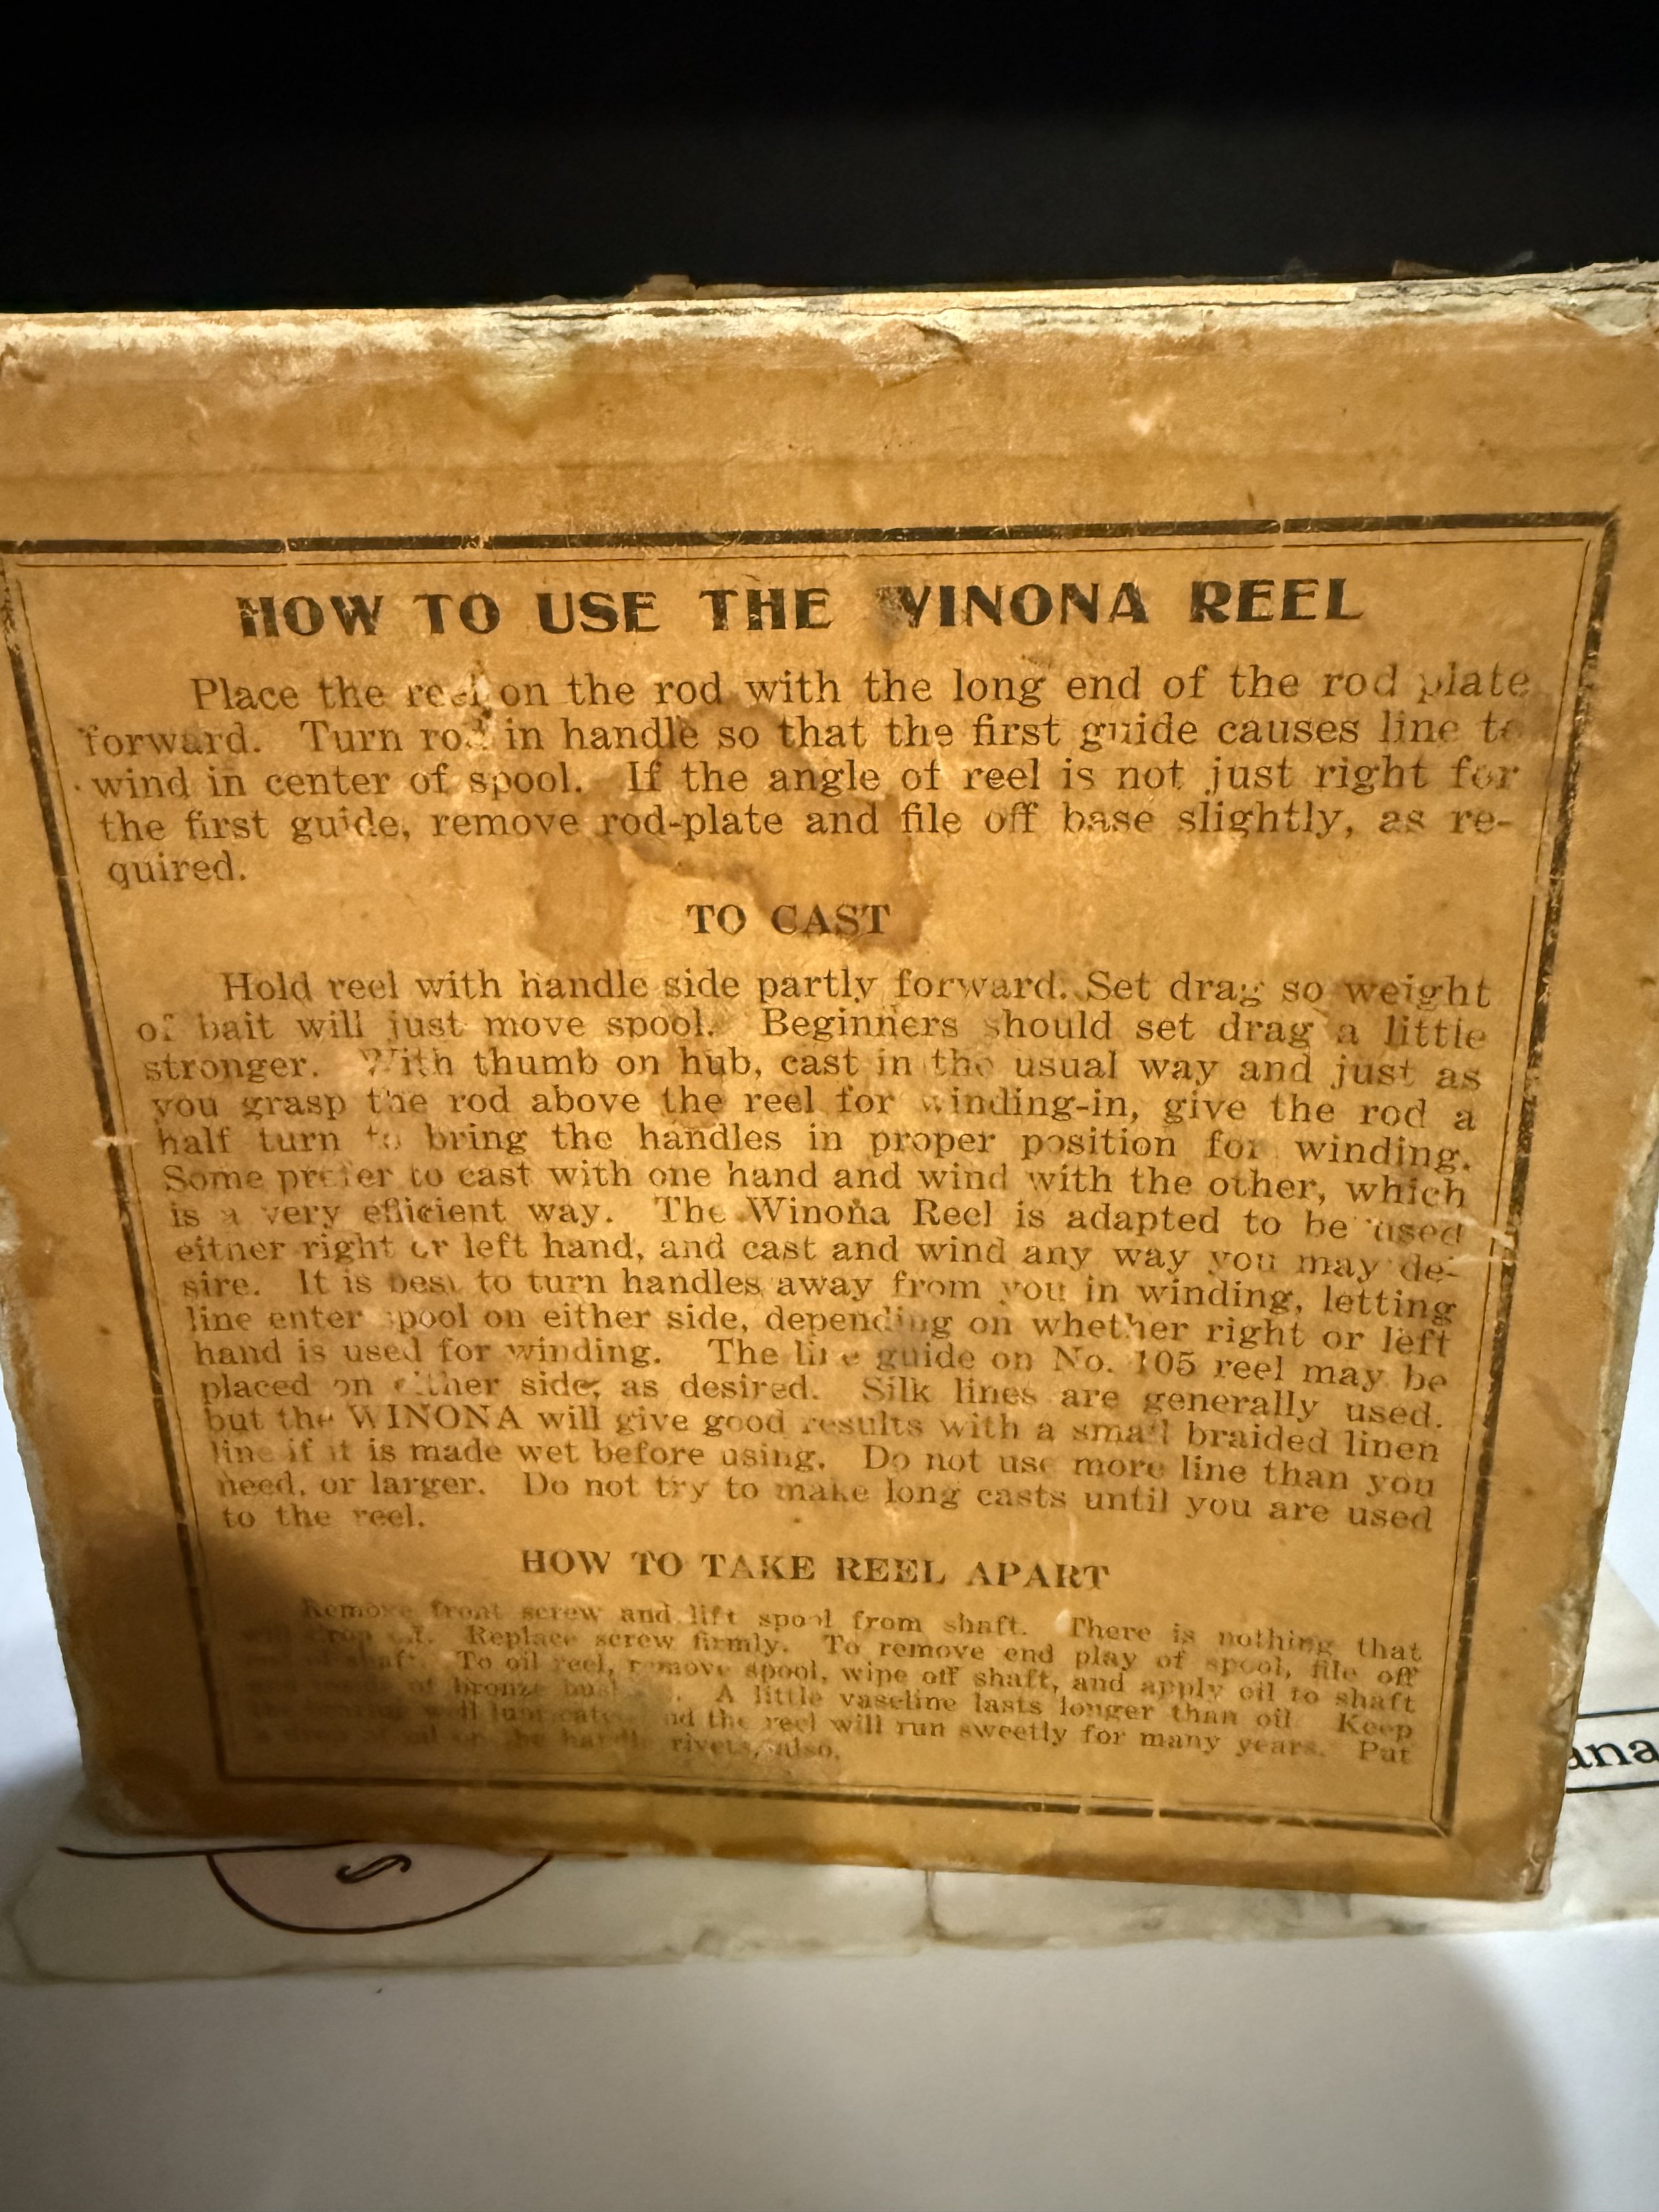 HOW TO USE THE WINONA REEL
Place the reel on the rod with the long end of the rod plate
forward. Turn rod in handle so that the first guide causes line to
wind in center of spool. If the angle of reel is not just right for
the first guide, remove rod-plate and file off base slightly, as re-
quired.
TO CAST
Hold reel with handle side partly forward. Set drag so weight
of bait will just move spool. Beginners should set drag a little
stronger. With thumb on hub, cast in the usual way and just as
you grasp the rod above the reel for winding-in, give the rod a
half turn to bring the handles in proper position for winding.
Some prefer to cast with one hand and wind with the other, which
is a very efficient way. The Winona Reel is adapted to be used
either right or left hand, and cast and wind any way you may de-
sire. It is best to turn handles away from you in winding, letting
line enter spool on either side, depending on whether right or left
hand is used for winding. The line guide on No. 105 reel may be
placed on either side, as desired. Silk lines are generally used.
but the WINONA will give good results with a small braided linen
line if it is made wet before using. Do not use more line than you
need, or larger. Do not try to make long casts until you are used
to the reel.
HOW TO TAKE REEL APART
Remove front screw and lift spool from shaft. There is nothing that
will drop out. Replace screw firmly. To remove end play of spool, file off
end of shaft. To oil reel, remove spool, wipe off shaft, and apply oil to shaft
of bronze A little vaseline lasts longer than oil Keep
well lubricated and the reel will run sweetly for many years. Put
a drop of oil on the handle rivets, also.
ana
S